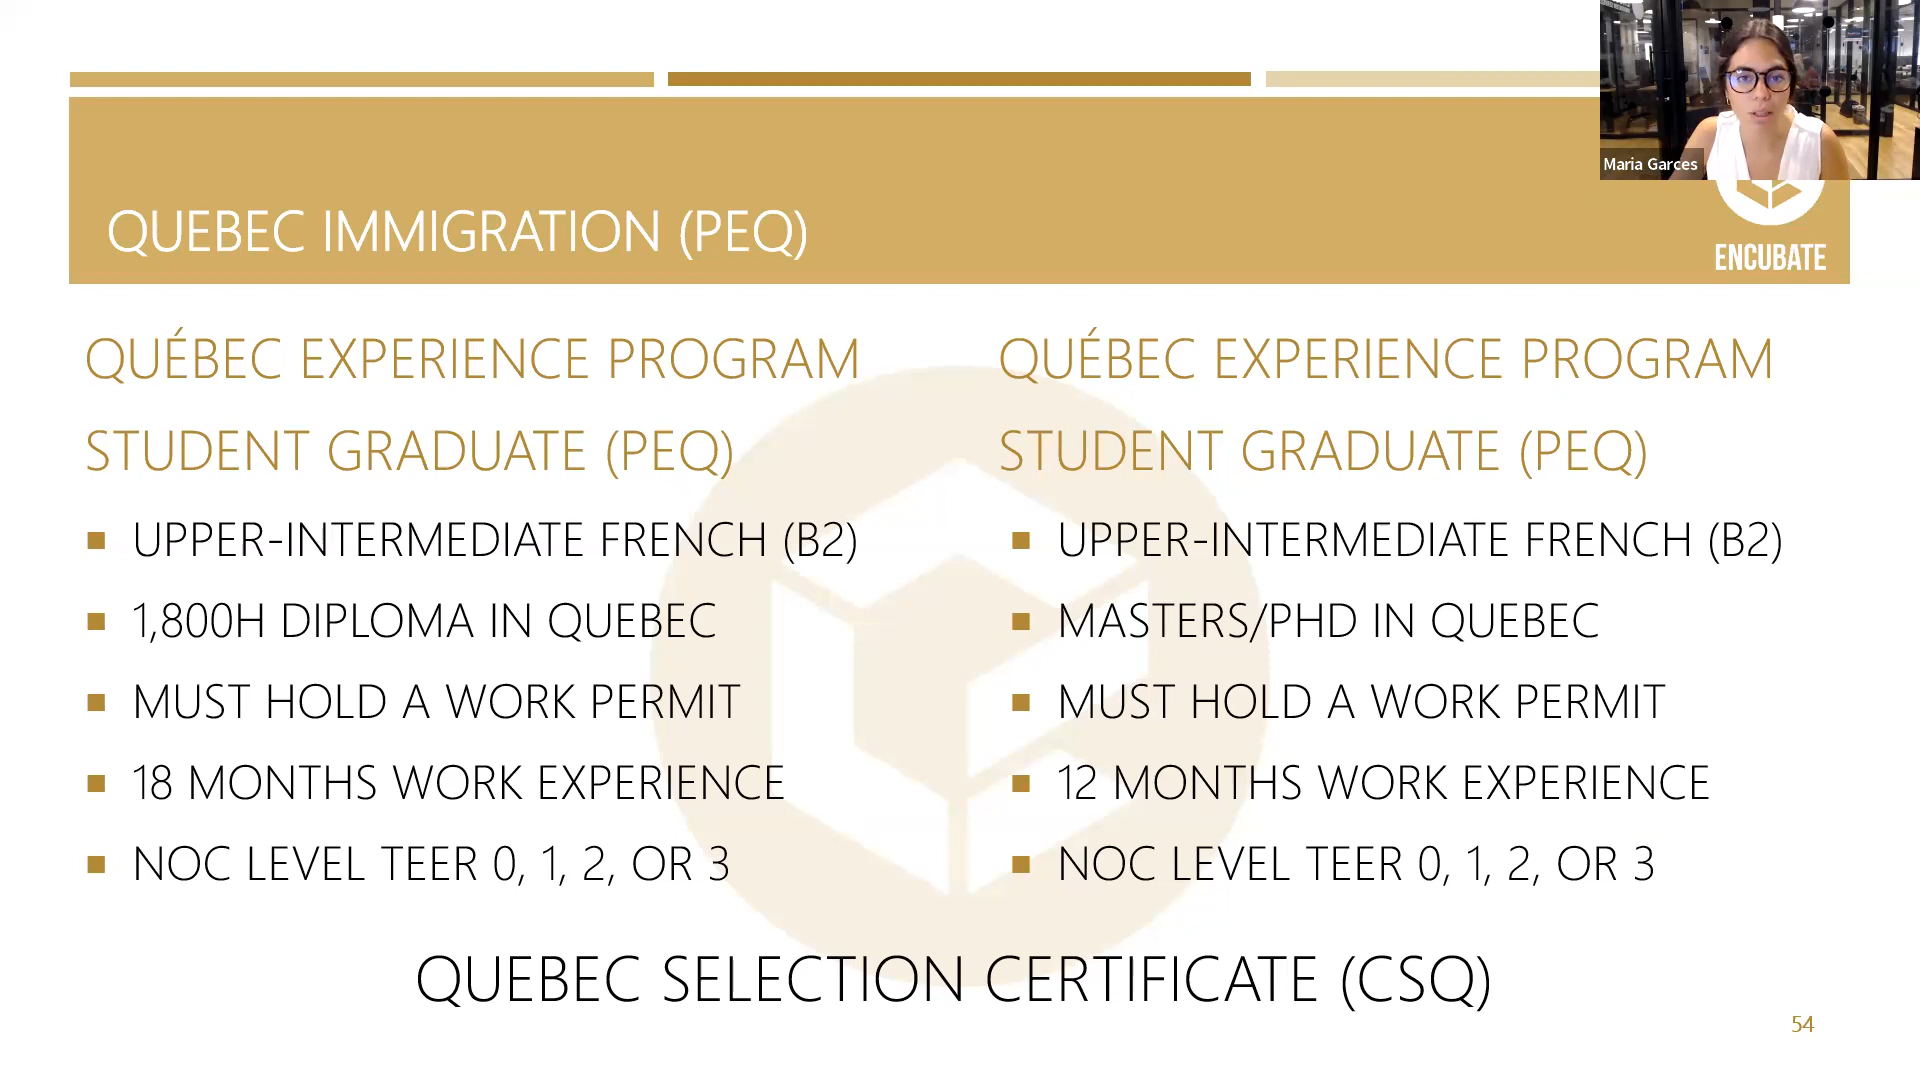 Maria Garces
QUEBEC IMMIGRATION (PEQ)
ENCUBATE
QUÉBEC EXPERIENCE PROGRAM
STUDENT GRADUATE (PEQ)
▪ UPPER-INTERMEDIATE FRENCH (B2)
▪ 1,800H DIPLOMA IN QUEBEC
▪ MUST HOLD A WORK PERMIT
▪ 18 MONTHS WORK EXPERIENCE
▪ NOC LEVEL TEER 0, 1, 2, OR 3
QUÉBEC EXPERIENCE PROGRAM
STUDENT GRADUATE (PEQ)
▪ UPPER-INTERMEDIATE FRENCH (B2)
▪ MASTERS/PHD IN QUEBEC
▪ MUST HOLD A WORK PERMIT
▪ 12 MONTHS WORK EXPERIENCE
▪ NOC LEVEL TEER 0, 1, 2, OR 3
QUEBEC SELECTION CERTIFICATE (CSQ)
54